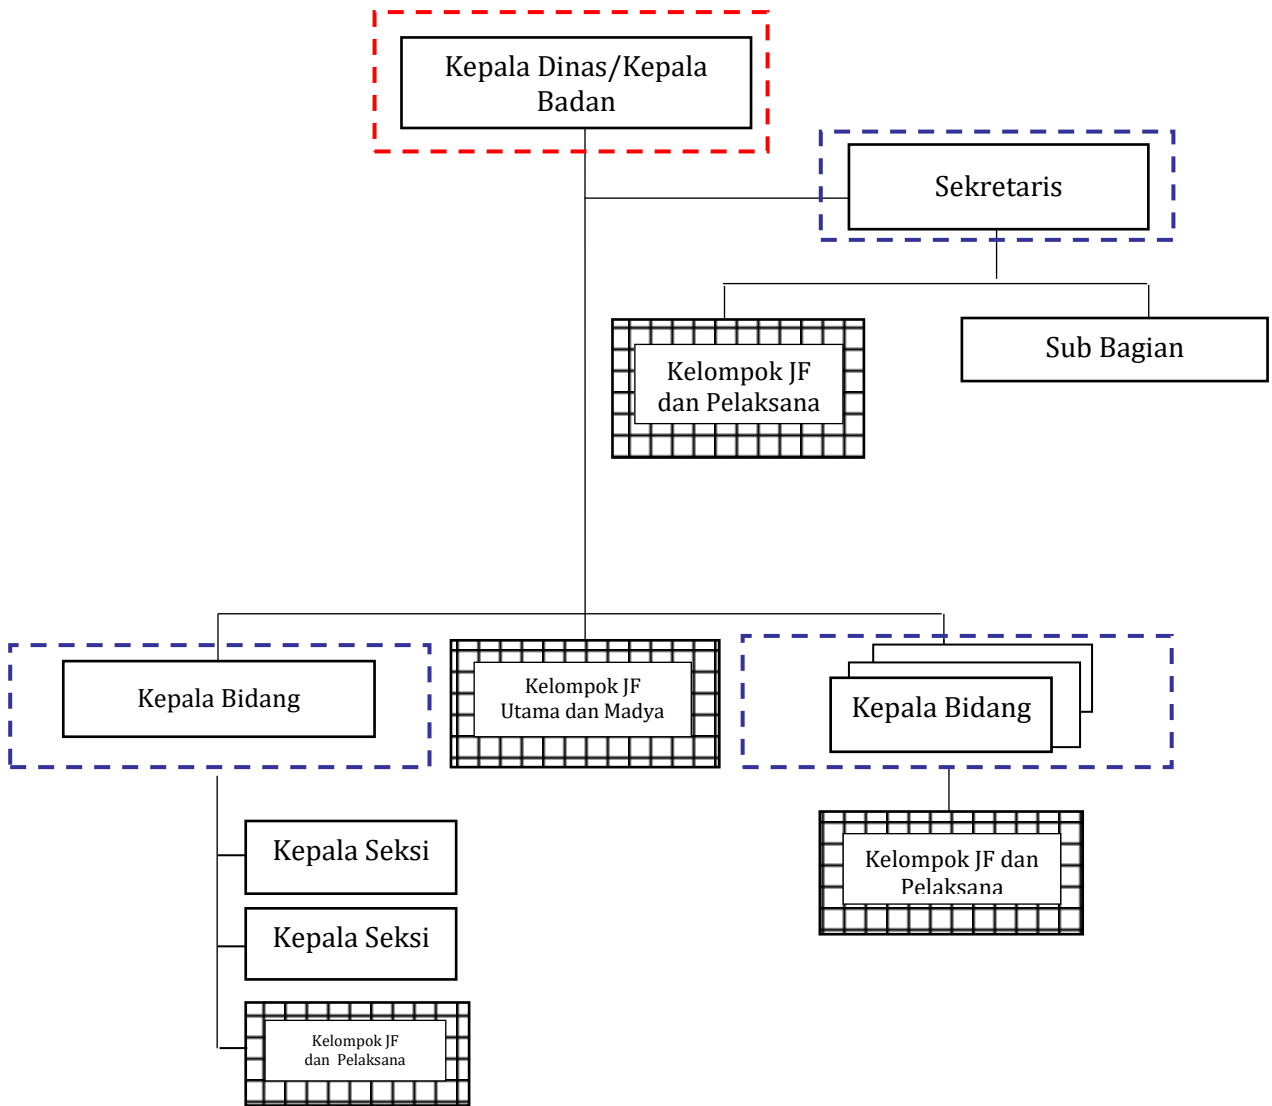 Kepala Dinas/Kepala
Badan
Sekretaris
Kelompok JF
dan Pelaksana
Sub Bagian
Kepala Bidang
Kelompok JF
Utama dan Madya
Kepala Bidang
Kepala Seksi
Kepala Seksi
Kelompok JF
dan Pelaksana
Kelompok JF dan
Pelaksana